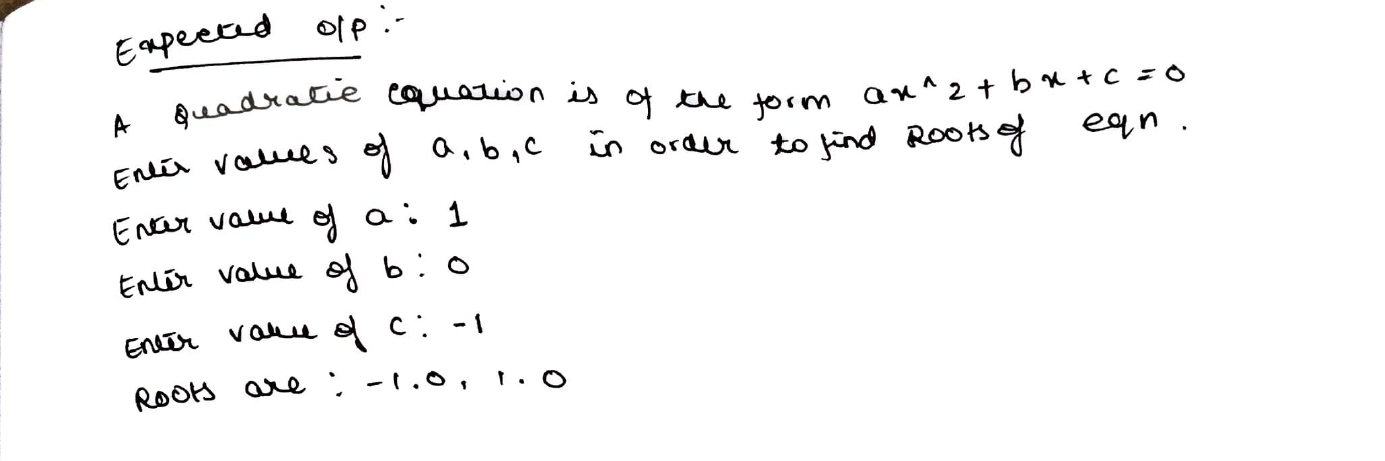 Expected o/p :-
A Quadratic equation is of the form ax^2 + bx + c = 0
Enter values of a, b, c in order to find Roots of eqn.
Enter value of a : 1
Enter value of b : 0
Enter value of c : -1
Roots are : -1.0, 1.0